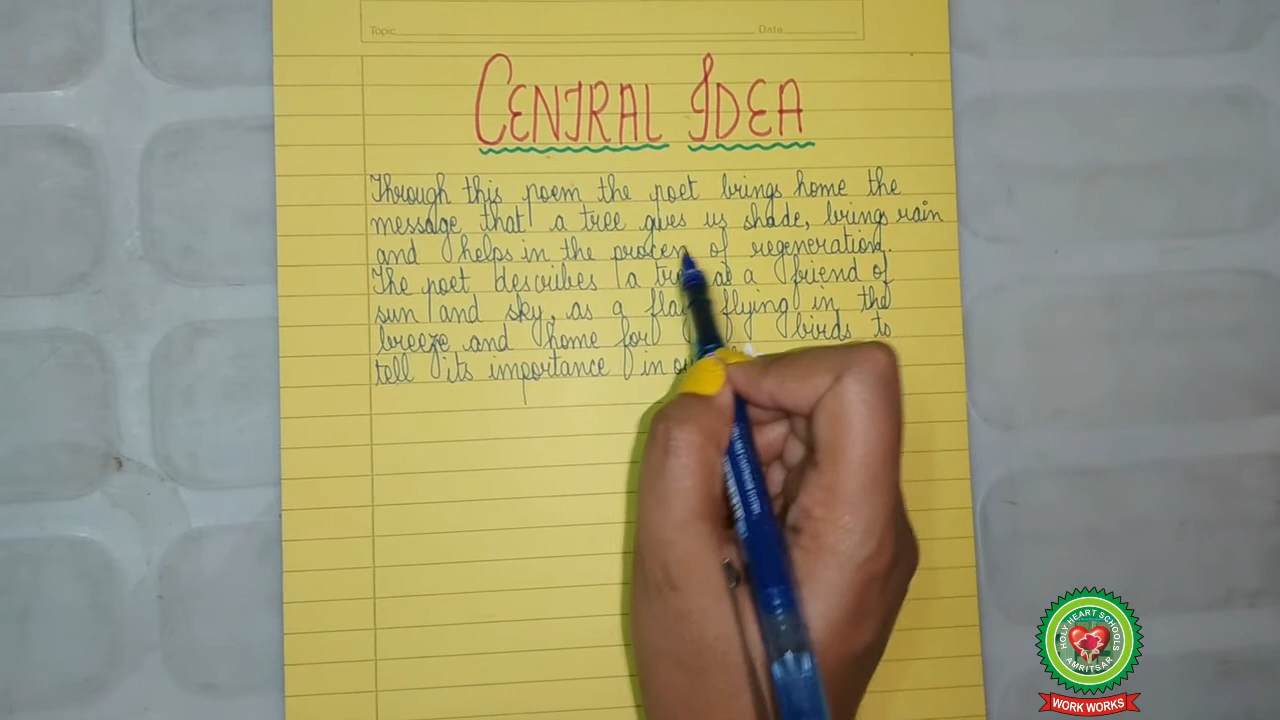 Topic Date
CENTRAL IDEA
Through this poem the poet brings home the
message that a tree gives us shade, brings rain
and helps in the process of regeneration.
The poet describes a tree as a friend of
sun and sky, as a flag flying in the
breeze and home for birds to
tell its importance in
HOLY HEART SCHOOLS
AMRITSAR
WORK WORKS